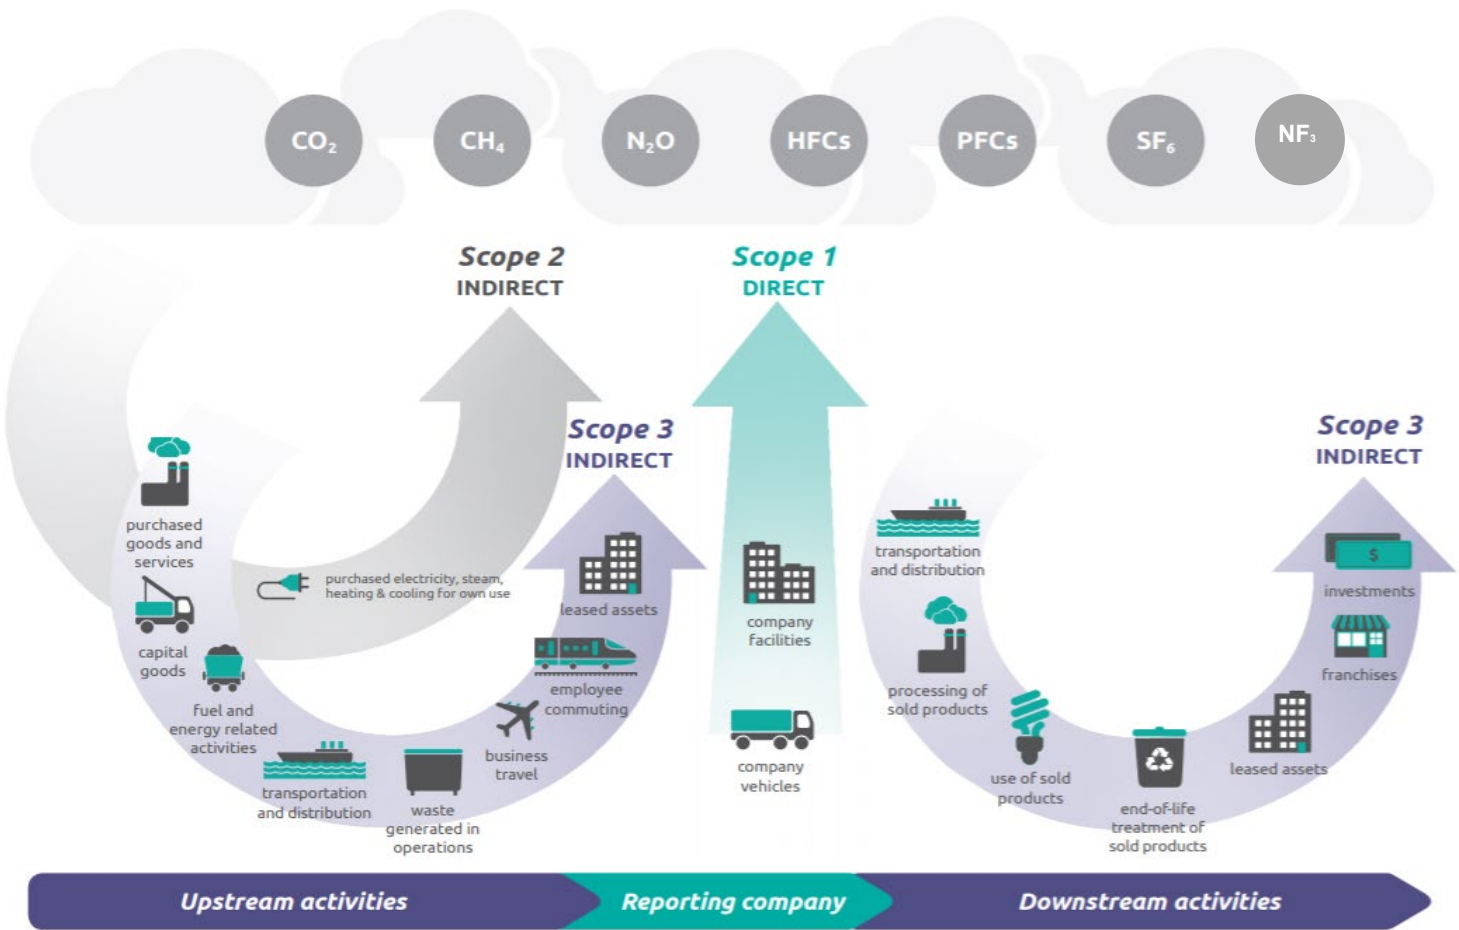 CO₂
CH₄
N₂O
HFCs
PFCs
SF₆
NF₃
Scope 2
INDIRECT
Scope 1
DIRECT
Scope 3
INDIRECT
Scope 3
INDIRECT
purchased
goods and
services
capital
goods
fuel and
energy related
activities
transportation
and distribution
waste
generated in
operations
business
travel
employee
commuting
leased assets
purchased electricity, steam,
heating & cooling for own use
company
facilities
company
vehicles
transportation
and distribution
processing of
sold products
use of sold
products
end-of-life
treatment of
sold products
leased assets
franchises
$
investments
Upstream activities
Reporting company
Downstream activities